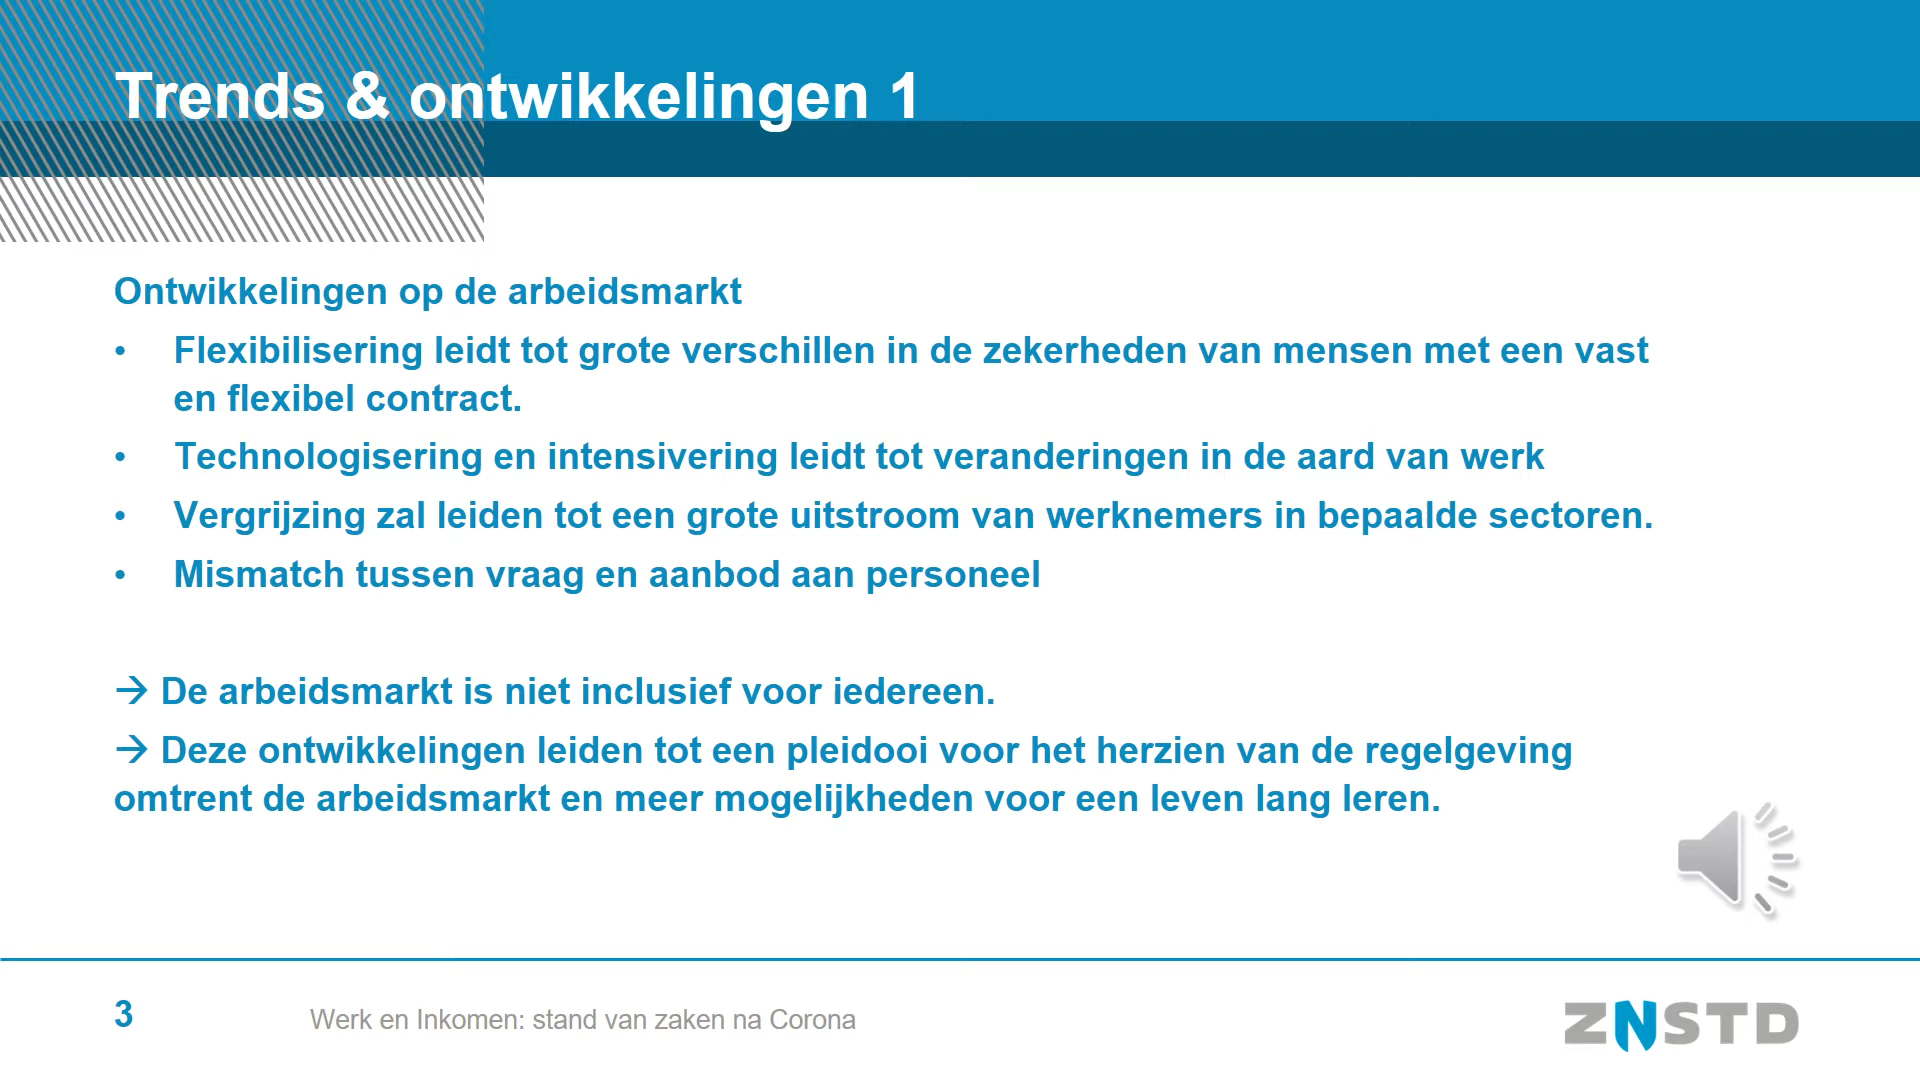 Trends & ontwikkelingen 1
Ontwikkelingen op de arbeidsmarkt
• Flexibilisering leidt tot grote verschillen in de zekerheden van mensen met een vast
en flexibel contract.
• Technologisering en intensivering leidt tot veranderingen in de aard van werk
• Vergrijzing zal leiden tot een grote uitstroom van werknemers in bepaalde sectoren.
• Mismatch tussen vraag en aanbod aan personeel
→ De arbeidsmarkt is niet inclusief voor iedereen.
→ Deze ontwikkelingen leiden tot een pleidooi voor het herzien van de regelgeving
omtrent de arbeidsmarkt en meer mogelijkheden voor een leven lang leren.
3
Werk en Inkomen: stand van zaken na Corona
ZNSTD